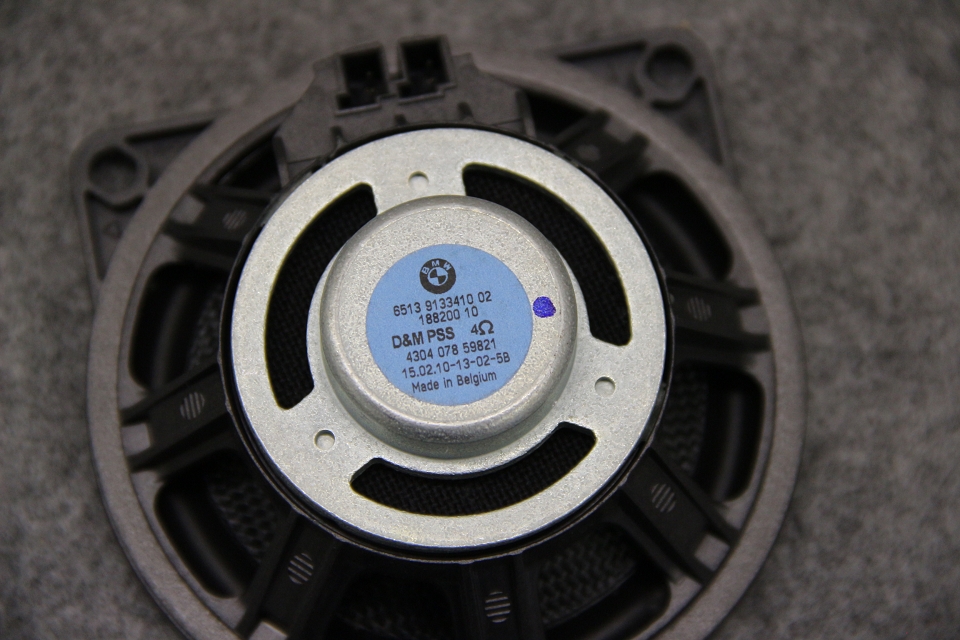 BMW
6513 9133410 02
188200 10
D&M PSS 4Ω
4304 078 59821
15.02.10-13-02-5B
Made in Belgium